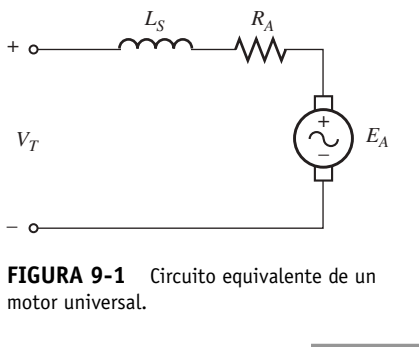 L_S R_A
+
V_T
+
−
E_A
−
FIGURA 9-1 Circuito equivalente de un
motor universal.